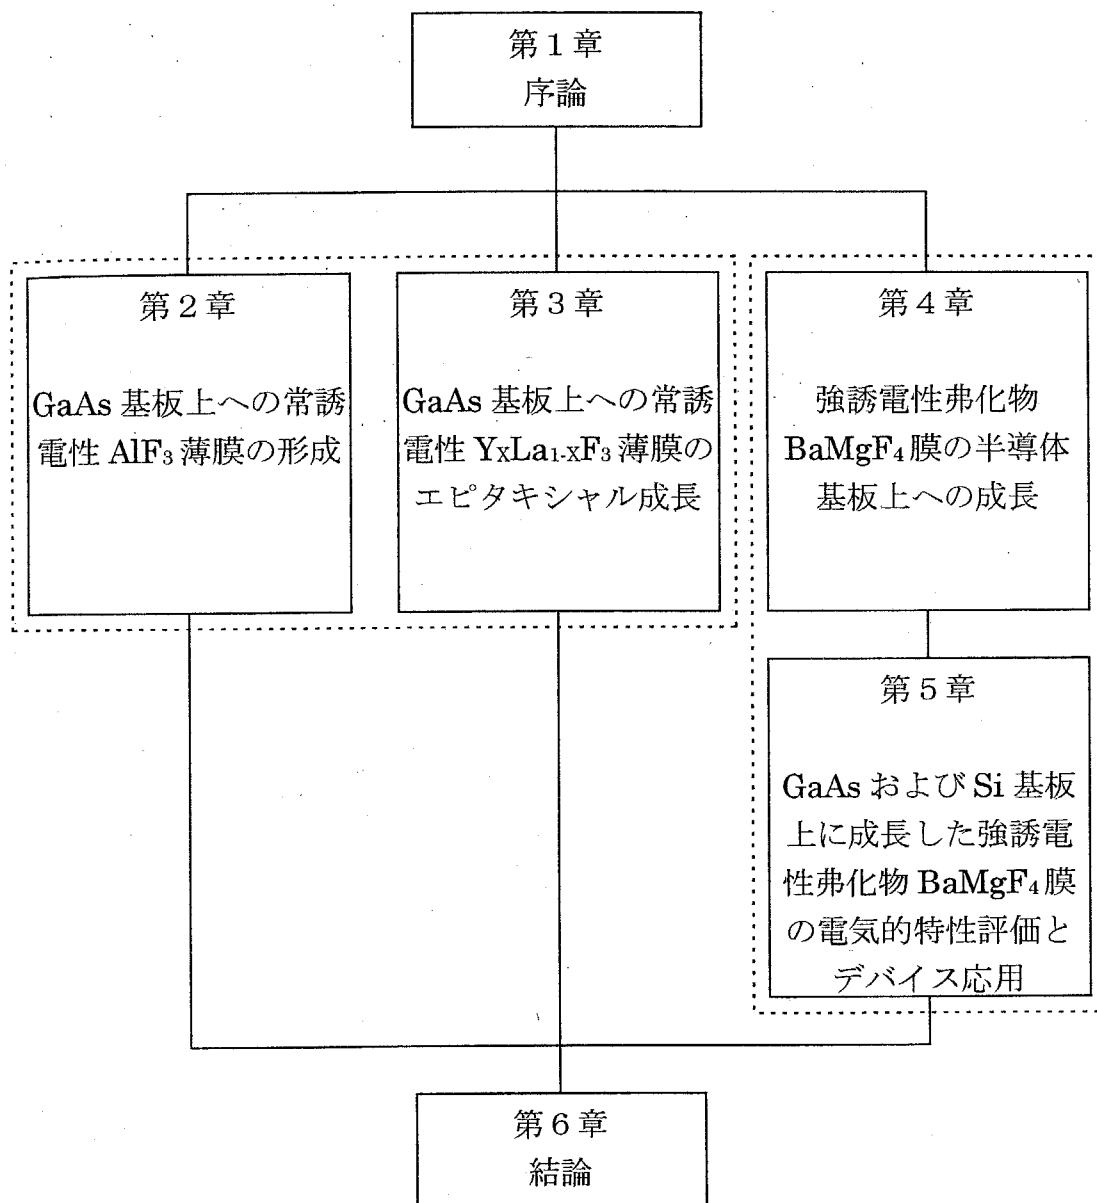 第1章
序論
第2章
GaAs 基板上への常誘
電性 AlF₃ 薄膜の形成
第3章
GaAs 基板上への常誘
電性 YₓLa₁₋ₓF₃ 薄膜の
エピタキシャル成長
第4章
強誘電性弗化物
BaMgF₄ 膜の半導体
基板上への成長
第5章
GaAs および Si 基板
上に成長した強誘電
性弗化物 BaMgF₄ 膜
の電気的特性評価と
デバイス応用
第6章
結論